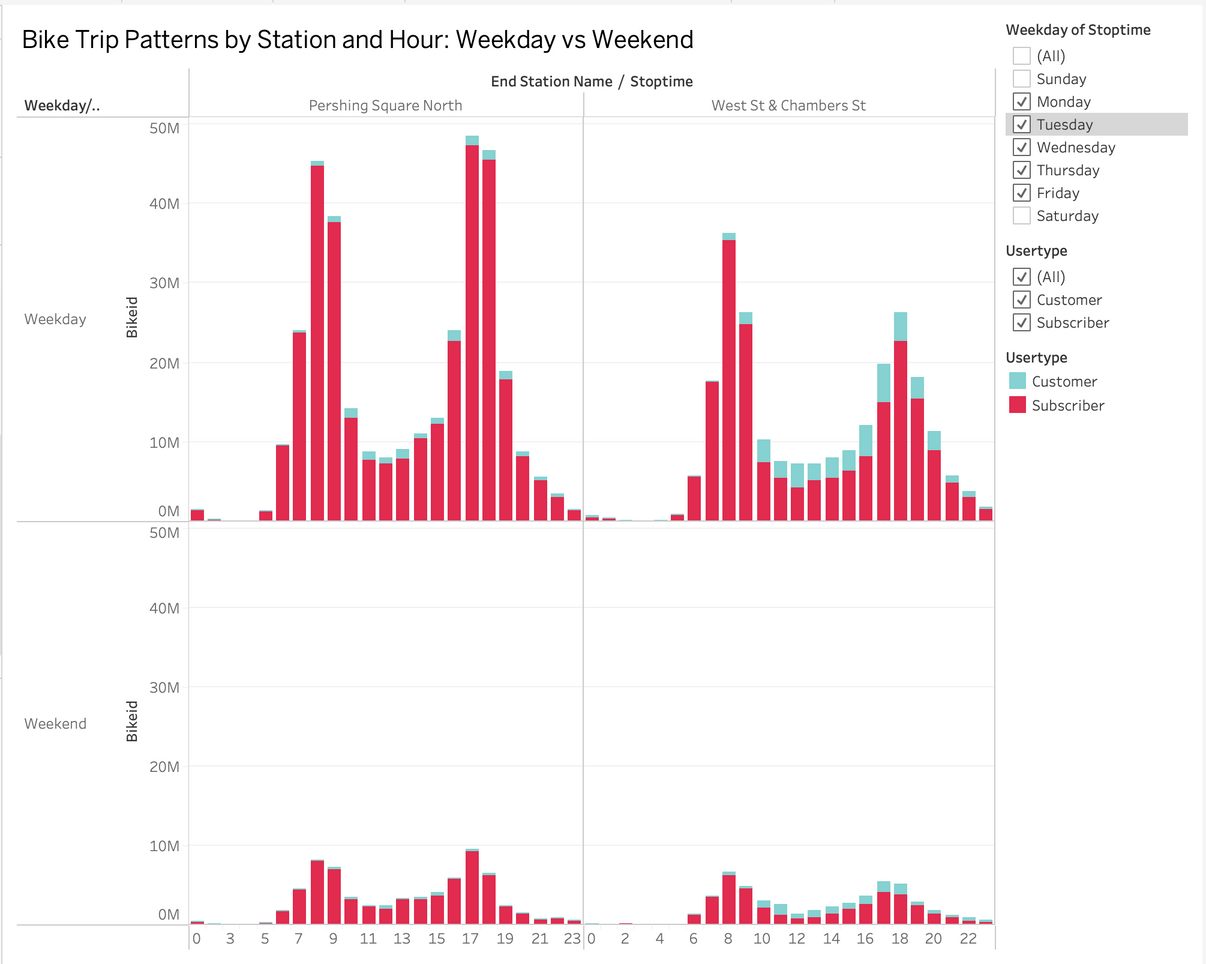 Bike Trip Patterns by Station and Hour: Weekday vs Weekend
End Station Name / Stoptime
Weekday/..
Pershing Square North
West St & Chambers St
Weekday
Bikeid
50M
40M
30M
20M
10M
0M
Weekend
Bikeid
50M
40M
30M
20M
10M
0M
0 3 5 7 9 11 13 15 17 19 21 23
0 2 4 6 8 10 12 14 16 18 20 22
Weekday of Stoptime
(All)
Sunday
Monday
Tuesday
Wednesday
Thursday
Friday
Saturday
Usertype
(All)
Customer
Subscriber
Usertype
Customer
Subscriber